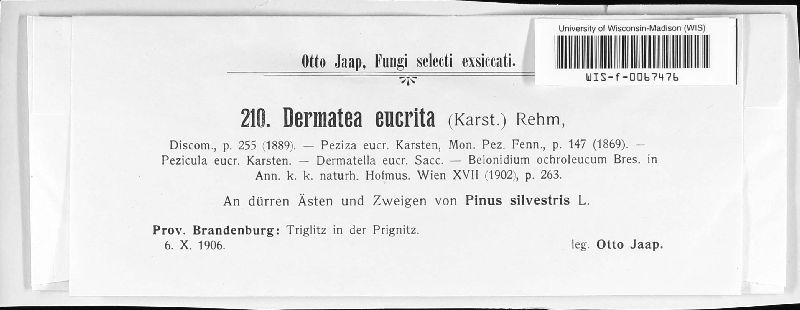 University of Wisconsin-Madison (WIS)
WIS-f-0067476
Otto Jaap, Fungi selecti exsiccati.
210. Dermatea eucrita (Karst.) Rehm,
Discom., p. 255 (1889). — Peziza eucr. Karsten, Mon. Pez. Fenn., p. 147 (1869). —
Pezicula eucr. Karsten. — Dermatella eucr. Sacc. — Belonidium ochroleucum Bres. in
Ann. k. k. naturh. Hofmus. Wien XVII (1902), p. 263.
An dürren Ästen und Zweigen von Pinus silvestris L.
Prov. Brandenburg: Triglitz in der Prignitz.
6. X. 1906. leg. Otto Jaap.